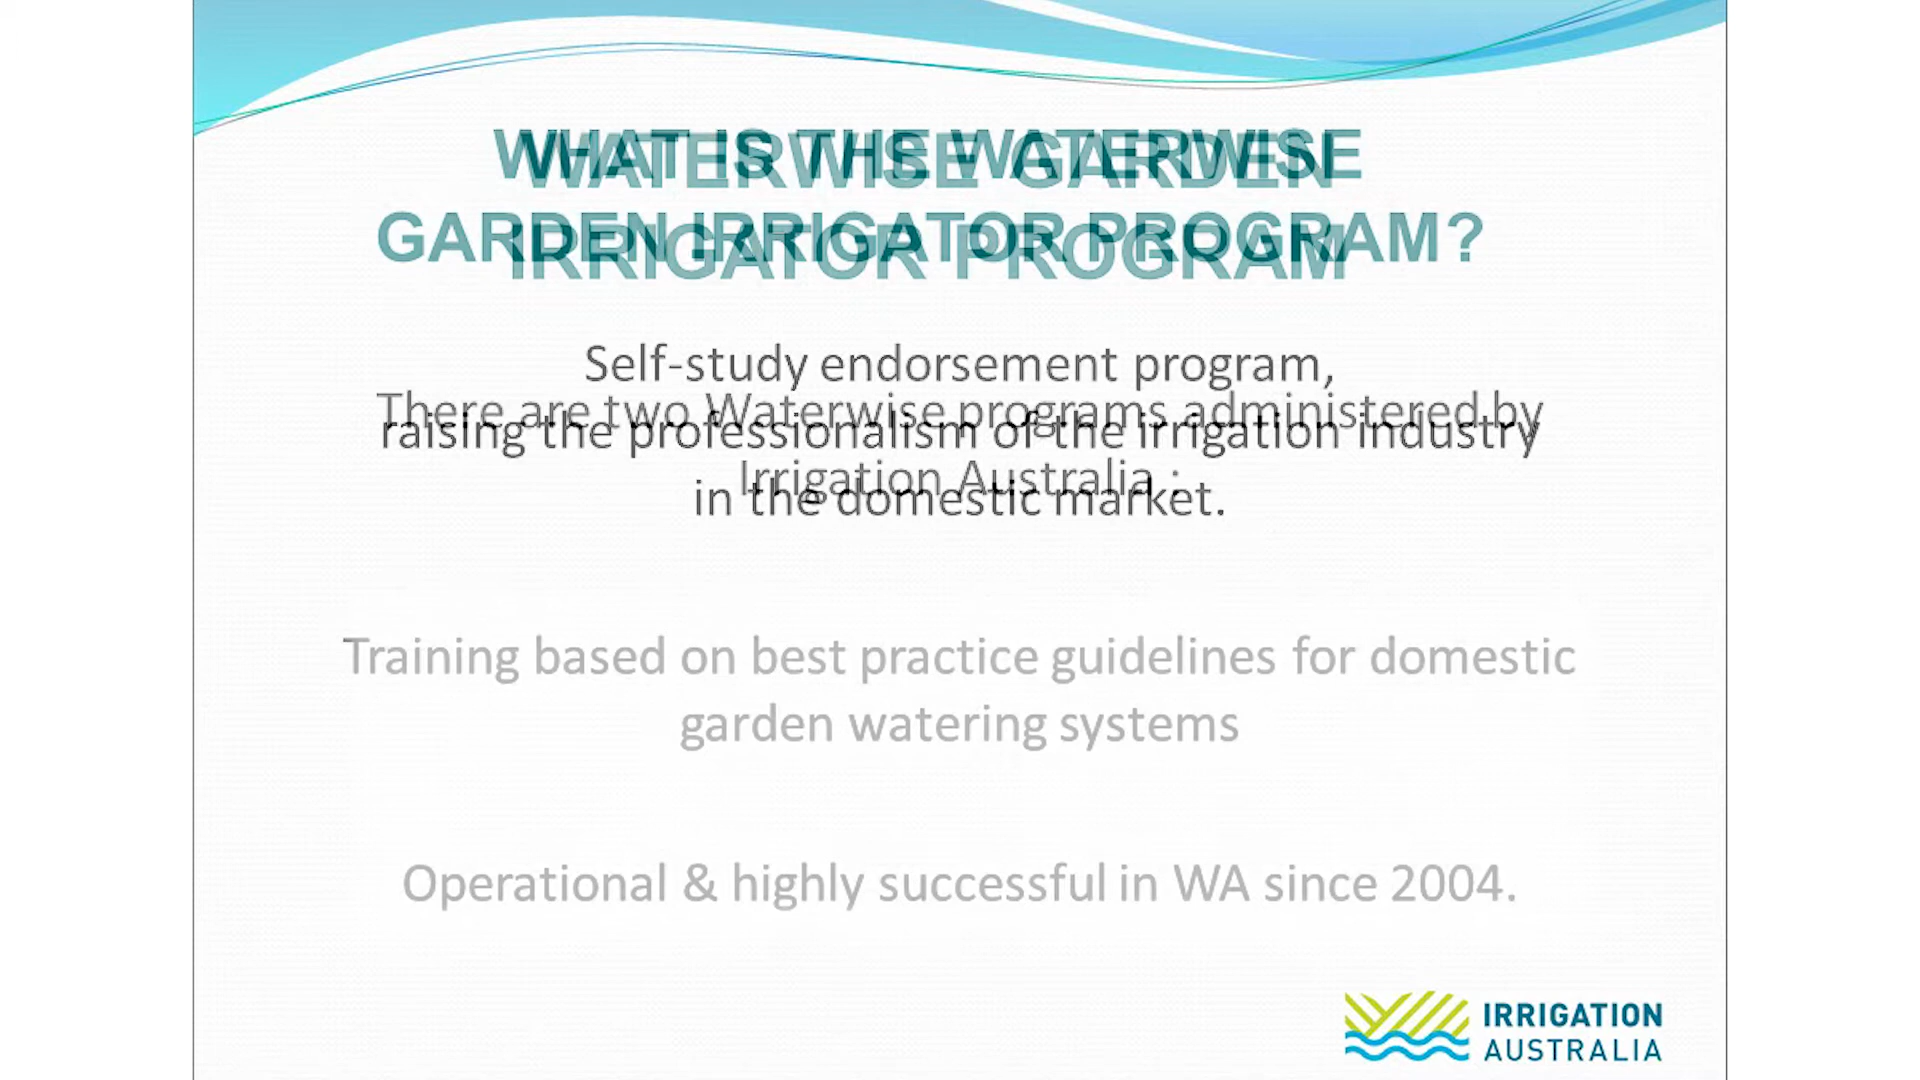 WHAT IS THE WATERWISE
GARDEN IRRIGATOR PROGRAM?
WATERWISE GARDEN
IRRIGATOR PROGRAM
Self-study endorsement program,
raising the professionalism of the irrigation industry
in the domestic market.
There are two Waterwise programs administered by
Irrigation Australia :
Training based on best practice guidelines for domestic
garden watering systems
Operational & highly successful in WA since 2004.
IRRIGATION
AUSTRALIA